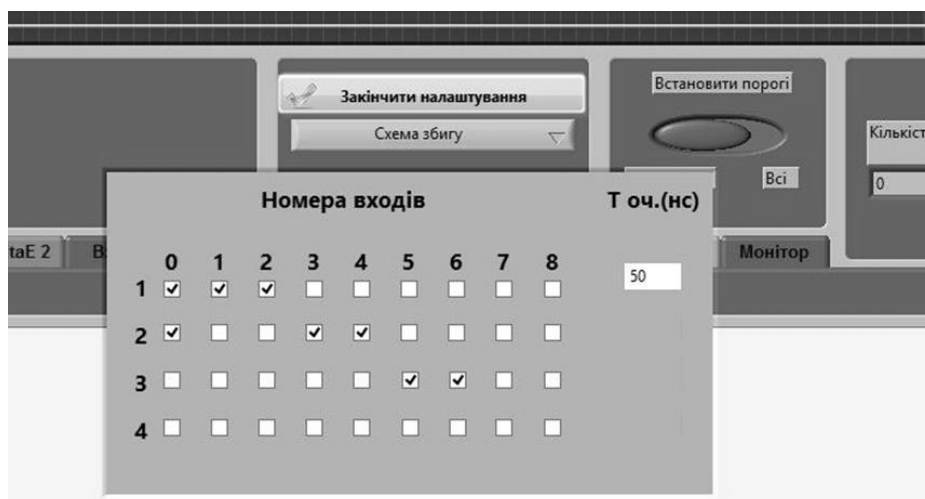 Закінчити налаштування
Схема збигу
Встановити порогі
Всі
Кількіст
0
taE 2
В
Монітор
Номера входів
Т оч.(нс)
0 1 2 3 4 5 6 7 8
1
50
2
3
4